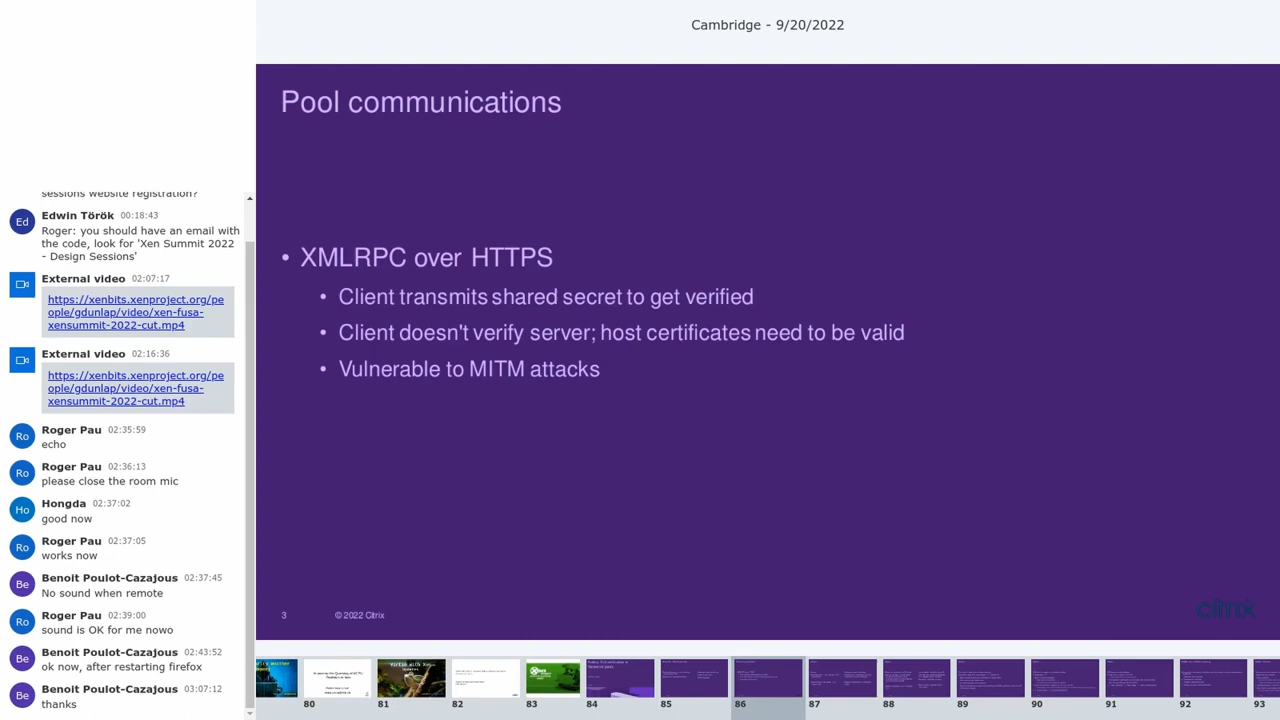 Cambridge - 9/20/2022
sessions website registration?
Ed
Edwin Török 00:18:43
Roger: you should have an email with
the code, look for 'Xen Summit 2022
- Design Sessions'
External video 02:07:17
https://xenbits.xenproject.org/pe
ople/gdunlap/video/xen-fusa-
xensummit-2022-cut.mp4
External video 02:16:36
https://xenbits.xenproject.org/pe
ople/gdunlap/video/xen-fusa-
xensummit-2022-cut.mp4
Ro
Roger Pau 02:35:59
echo
Ro
Roger Pau 02:36:13
please close the room mic
Ho
Hongda 02:37:02
good now
Ro
Roger Pau 02:37:05
works now
Be
Benoit Poulot-Cazajous 02:37:45
No sound when remote
Ro
Roger Pau 02:39:00
sound is OK for me nowo
Be
Benoit Poulot-Cazajous 02:43:52
ok now, after restarting firefox
Be
Benoit Poulot-Cazajous 03:07:12
thanks
Pool communications
• XMLRPC over HTTPS
• Client transmits shared secret to get verified
• Client doesn't verify server; host certificates need to be valid
• Vulnerable to MITM attacks
3 © 2022 Citrix
citrix
80 81 82 83 84 85 86 87 88 89 90 91 92 93